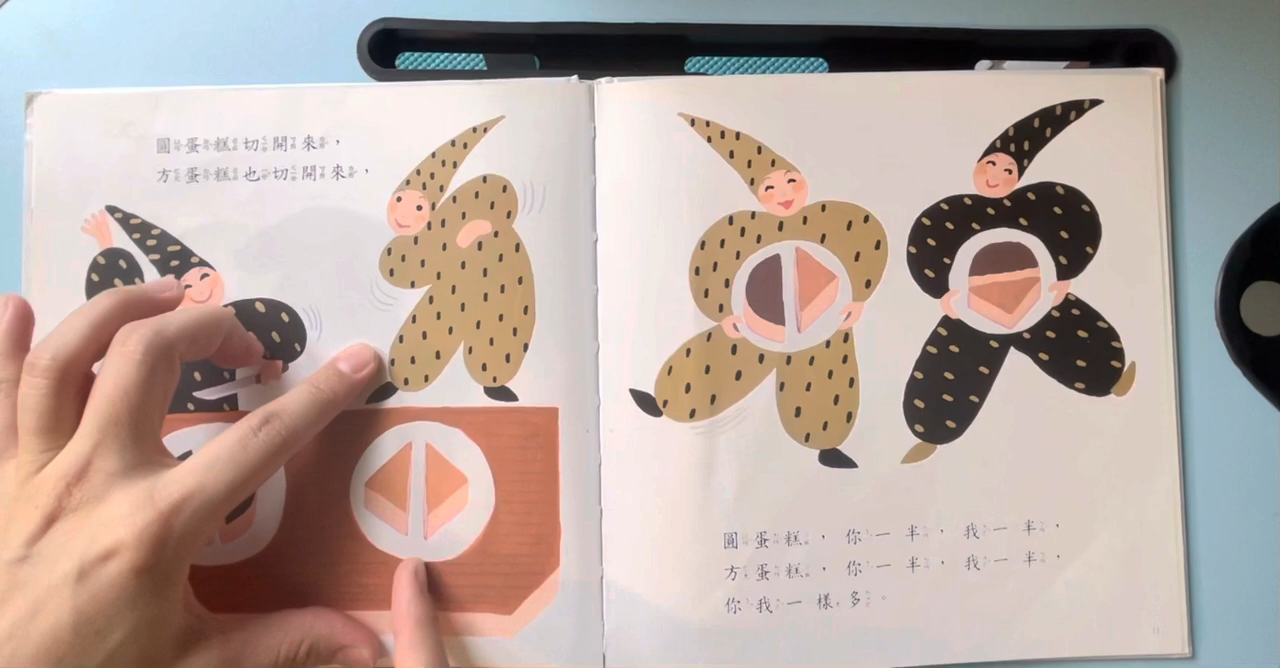 圓蛋糕切開來，
方蛋糕也切開來，
圓蛋糕，你一半，我一半，
方蛋糕，你一半，我一半，
你我一樣多。